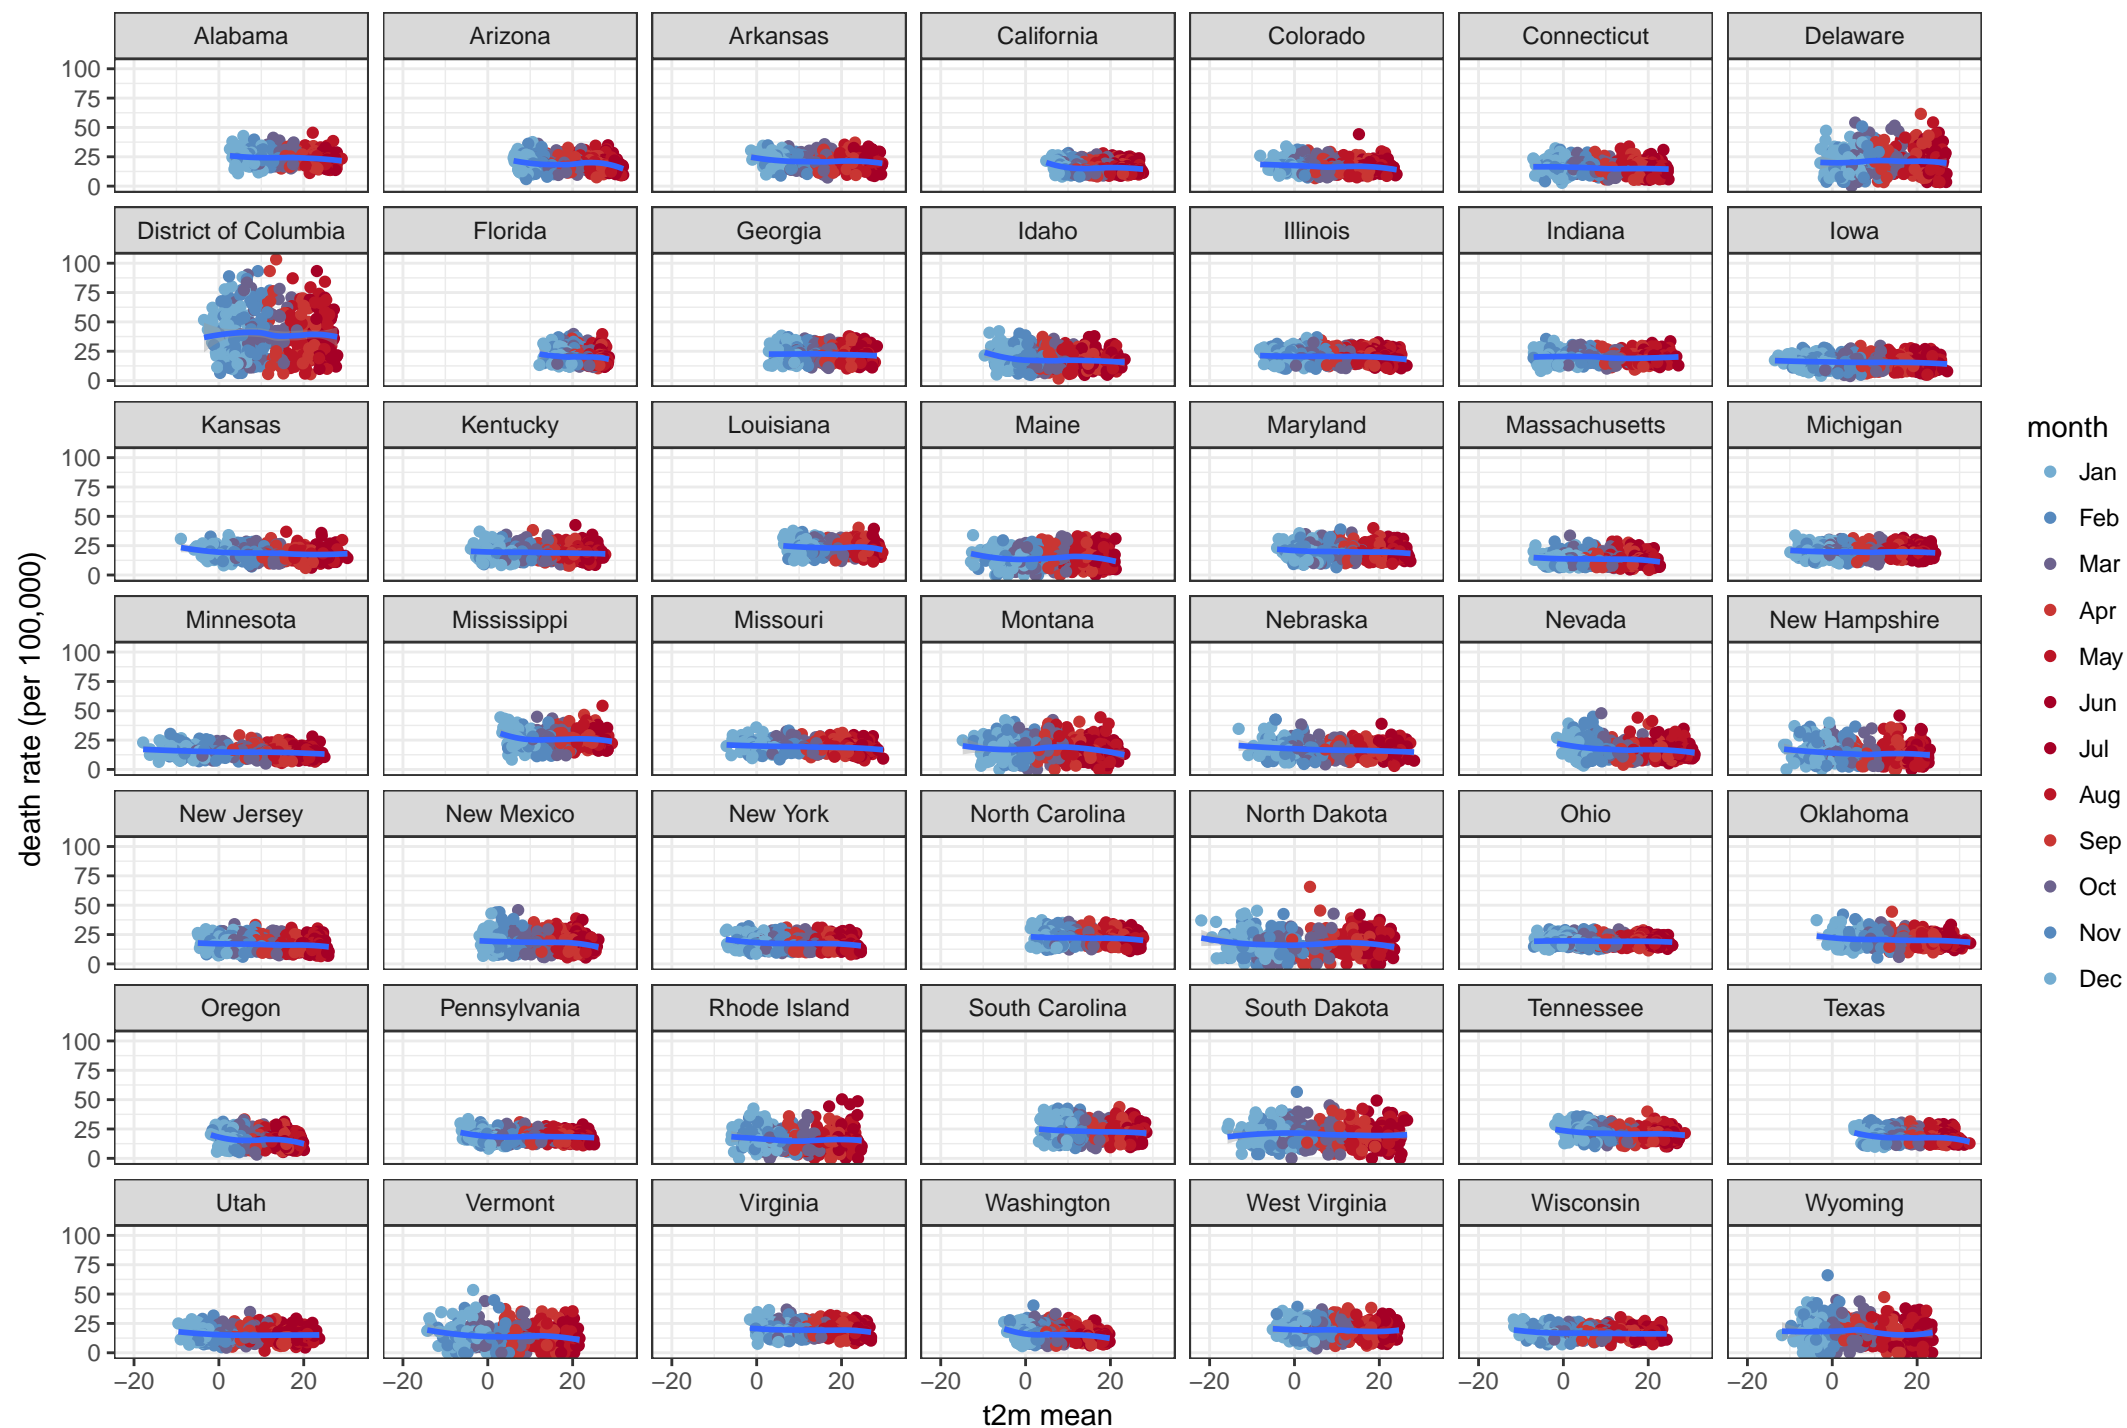 Alabama Arizona Arkansas California Colorado Connecticut Delaware
100
75
50
25
0
District of Columbia Florida Georgia Idaho Illinois Indiana Iowa
100
75
50
25
0
Kansas Kentucky Louisiana Maine Maryland Massachusetts Michigan
100
75
50
25
0
Minnesota Mississippi Missouri Montana Nebraska Nevada New Hampshire
100
75
50
25
0
New Jersey New Mexico New York North Carolina North Dakota Ohio Oklahoma
100
75
50
25
0
Oregon Pennsylvania Rhode Island South Carolina South Dakota Tennessee Texas
100
75
50
25
0
Utah Vermont Virginia Washington West Virginia Wisconsin Wyoming
100
75
50
25
0
−20 0 20 −20 0 20 −20 0 20 −20 0 20 −20 0 20 −20 0 20 −20 0 20
t2m mean
death rate (per 100,000)
month
Jan
Feb
Mar
Apr
May
Jun
Jul
Aug
Sep
Oct
Nov
Dec